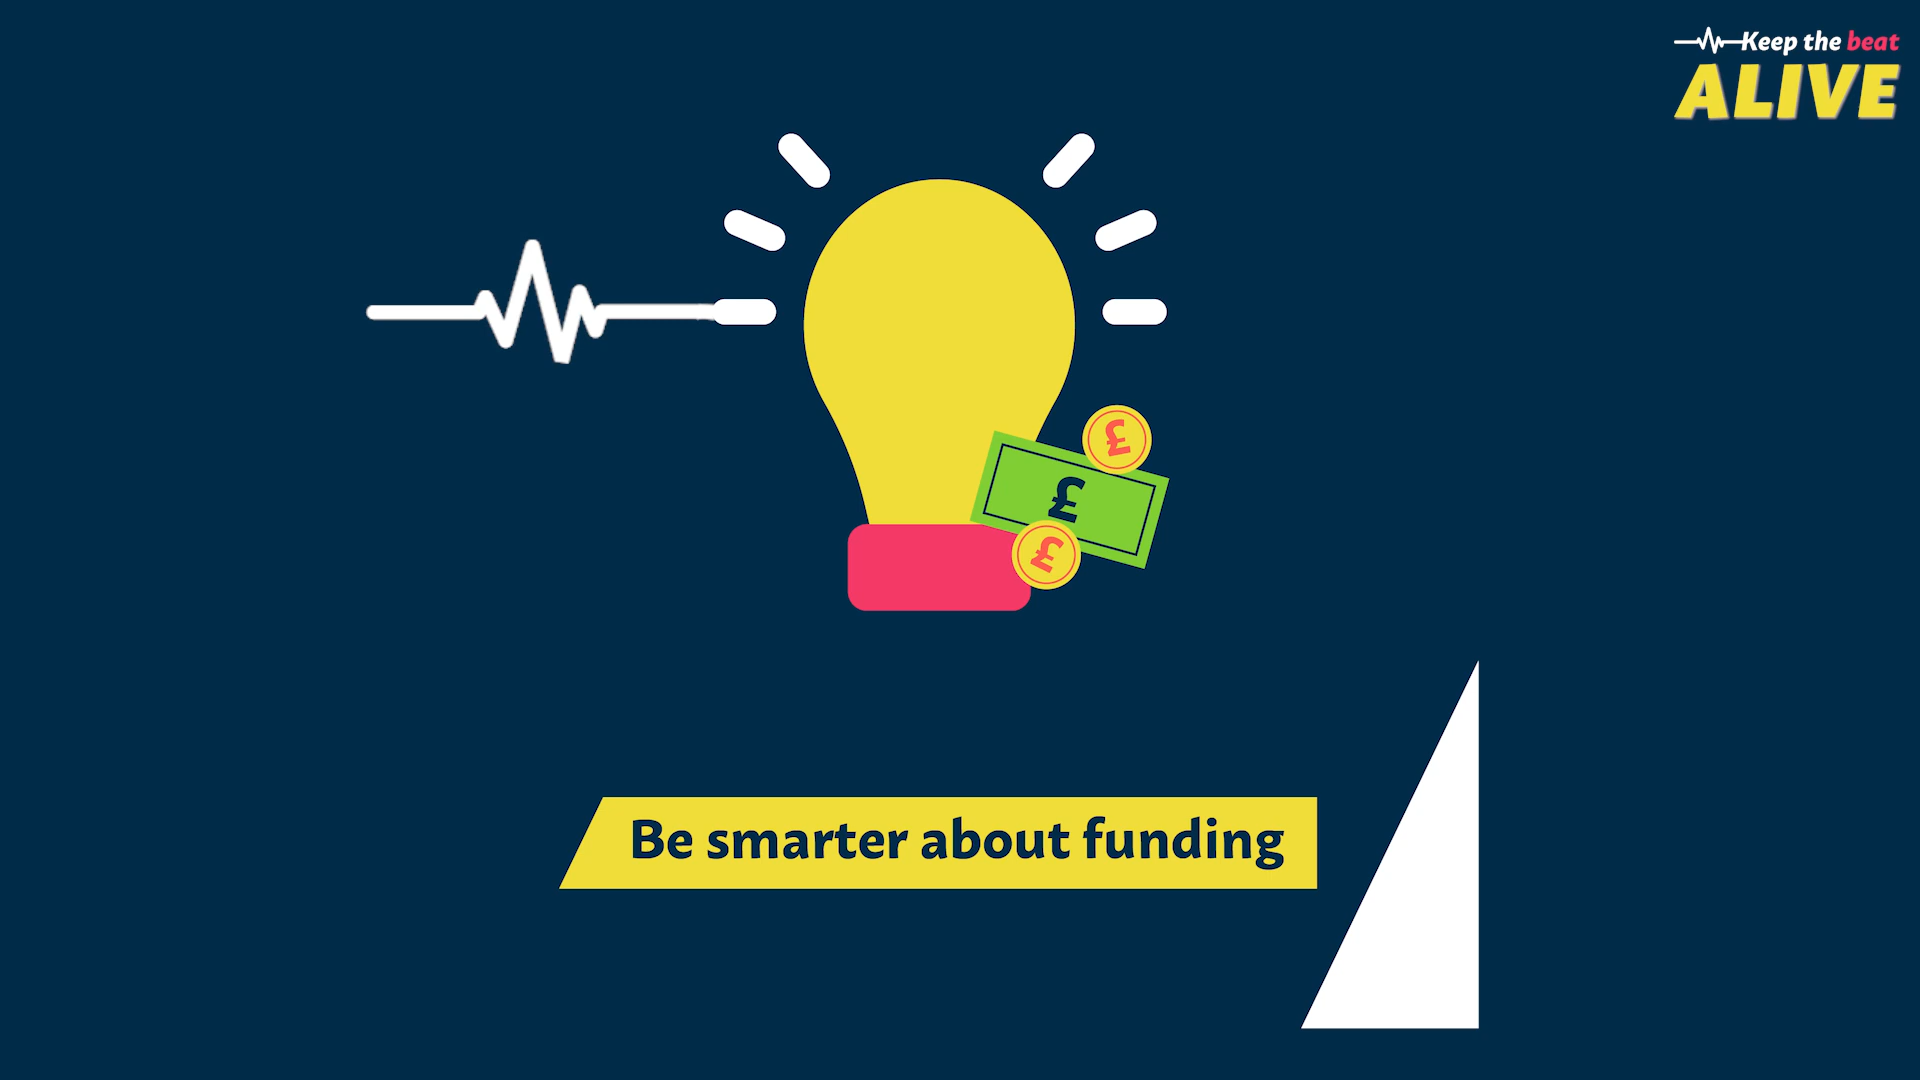 Keep the beat
ALIVE
£
£
£
Be smarter about funding